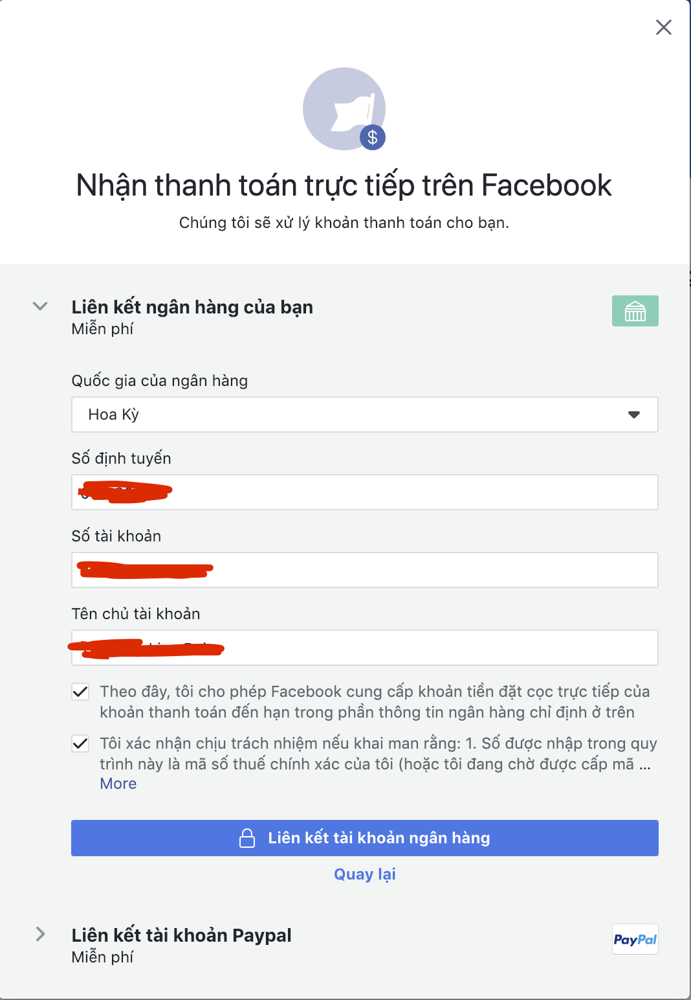 $
Nhận thanh toán trực tiếp trên Facebook
Chúng tôi sẽ xử lý khoản thanh toán cho bạn.
Liên kết ngân hàng của bạn
Miễn phí
Quốc gia của ngân hàng
Hoa Kỳ
Số định tuyến
Số tài khoản
Tên chủ tài khoản
Theo đây, tôi cho phép Facebook cung cấp khoản tiền đặt cọc trực tiếp của
khoản thanh toán đến hạn trong phần thông tin ngân hàng chỉ định ở trên
Tôi xác nhận chịu trách nhiệm nếu khai man rằng: 1. Số được nhập trong quy
trình này là mã số thuế chính xác của tôi (hoặc tôi đang chờ được cấp mã ...
More
Liên kết tài khoản ngân hàng
Quay lại
Liên kết tài khoản Paypal
PayPal
Miễn phí